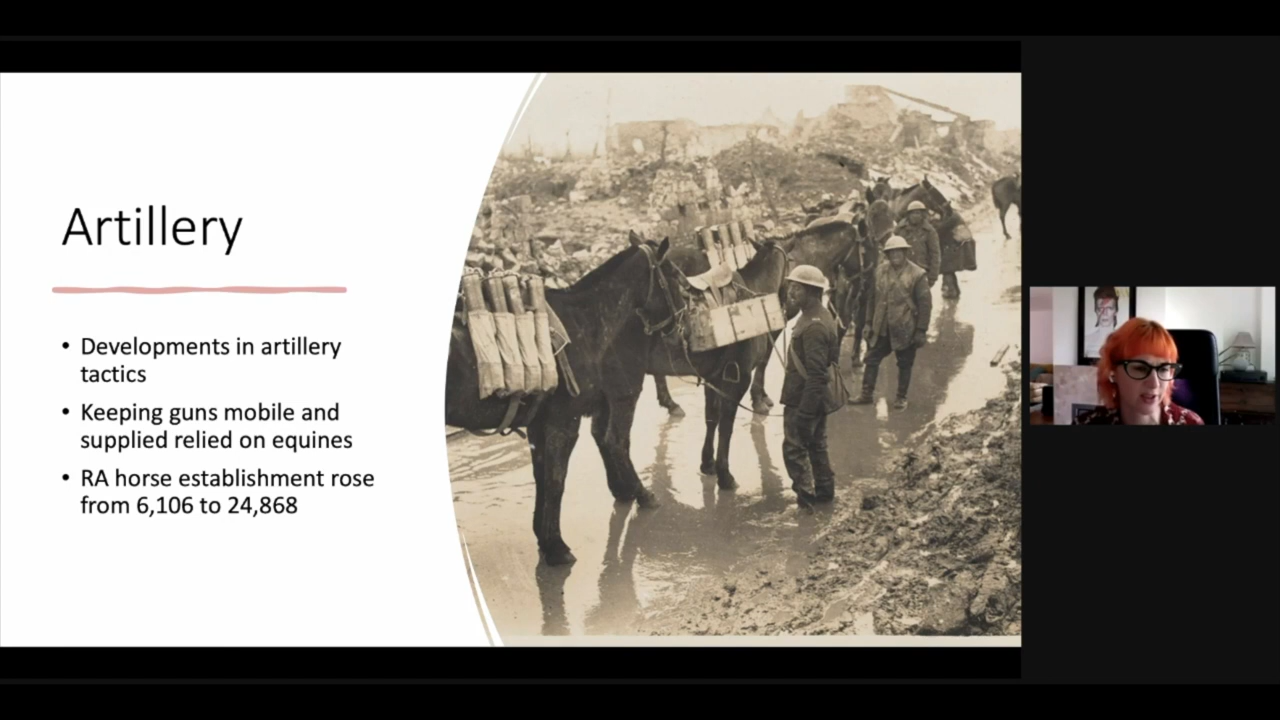 Artillery
• Developments in artillery
tactics
• Keeping guns mobile and
supplied relied on equines
• RA horse establishment rose
from 6,106 to 24,868